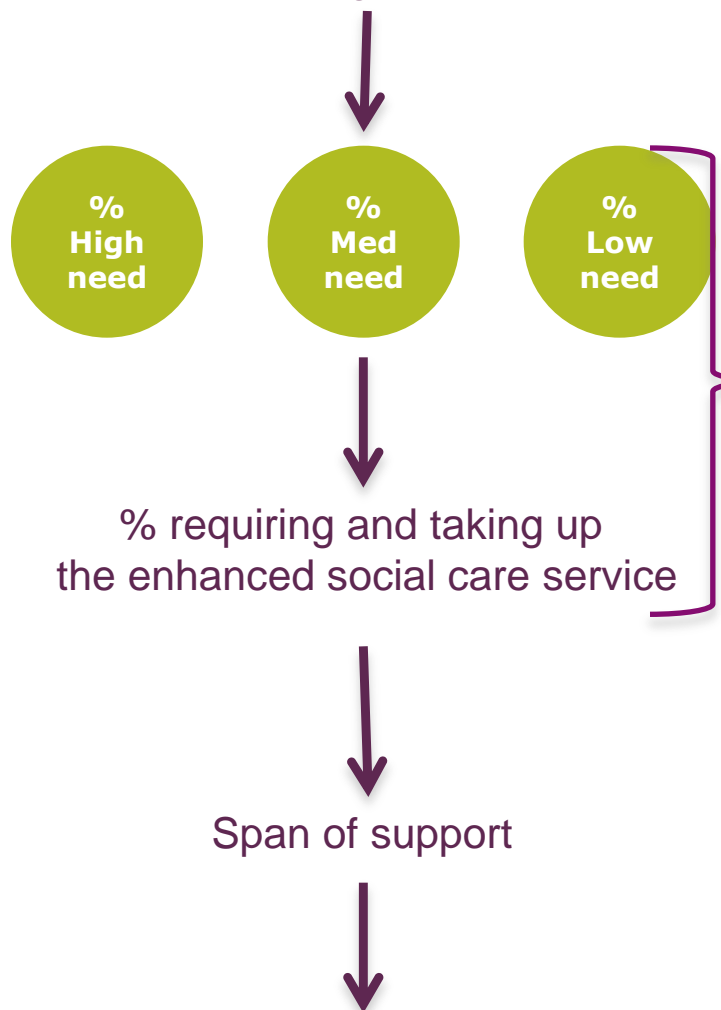 %
High
need
%
Med
need
%
Low
need
% requiring and taking up
the enhanced social care service
Span of support